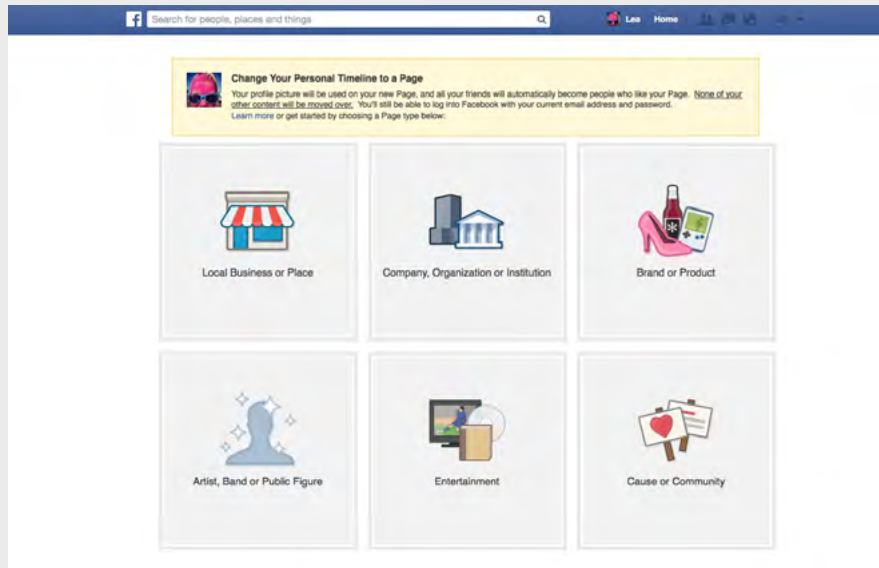 f
Search for people, places and things
Lea Home
Change Your Personal Timeline to a Page
Your profile picture will be used on your new Page, and all your friends will automatically become people who like your Page. None of your
other content will be moved over. You'll still be able to log into Facebook with your current email address and password.
Learn more or get started by choosing a Page type below:
Local Business or Place
Company, Organization or Institution
Brand or Product
Artist, Band or Public Figure
Entertainment
Cause or Community